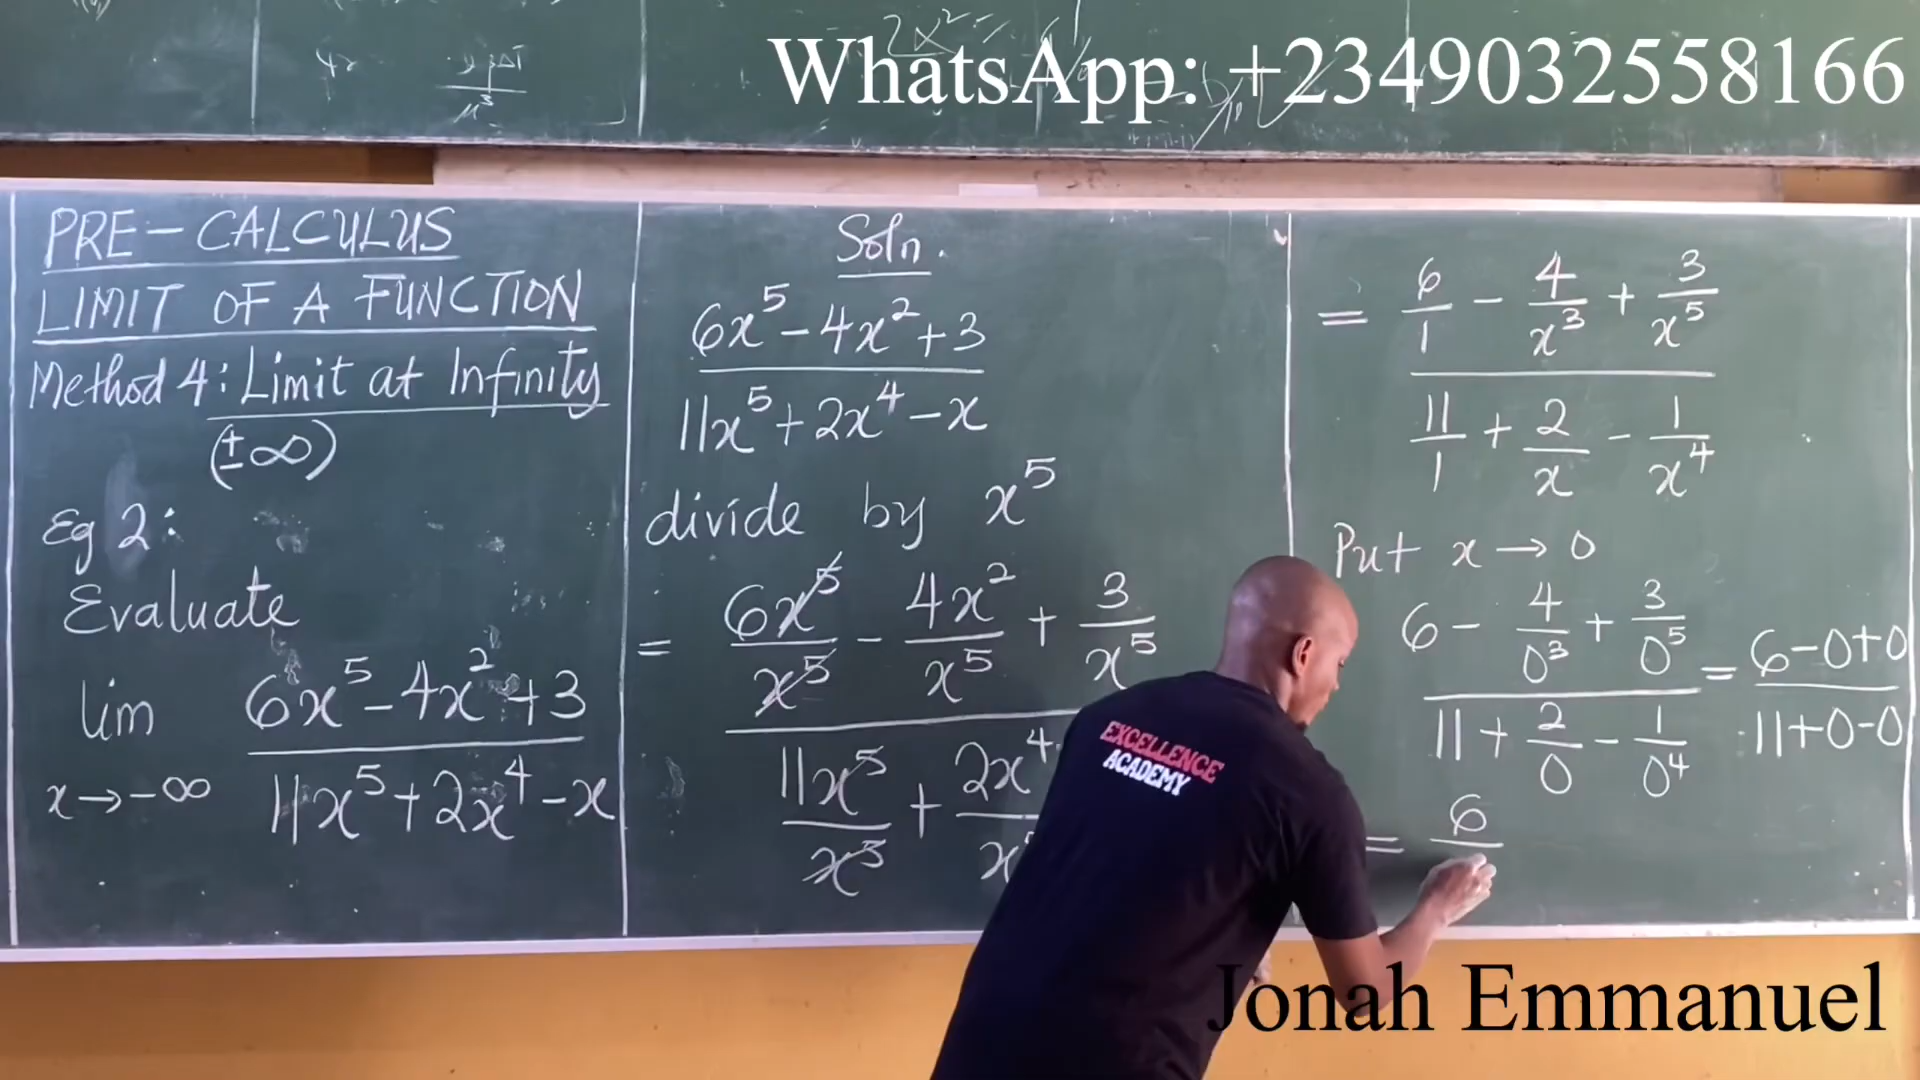 WhatsApp: +2349032558166
PRE-CALCULUS
LIMIT OF A FUNCTION
Method 4: Limit at Infinity
(±∞)
Eg 2:
Evaluate
lim
x→-∞
6x⁵-4x²+3
11x⁵+2x⁴-x
Soln.
6x⁵-4x²+3
11x⁵+2x⁴-x
divide by x⁵
= 6x⁵/x⁵ - 4x²/x⁵ + 3/x⁵
11x⁵/x⁵ + 2x⁴
= 6/1 - 4/x³ + 3/x⁵
11/1 + 2/x - 1/x⁴
Put x → 0
6 - 4/0³ + 3/0⁵ = 6-0+0
11 + 2/0 - 1/0⁴ 11+0-0
= 6
EXCELLENCE
ACADEMY
Jonah Emmanuel